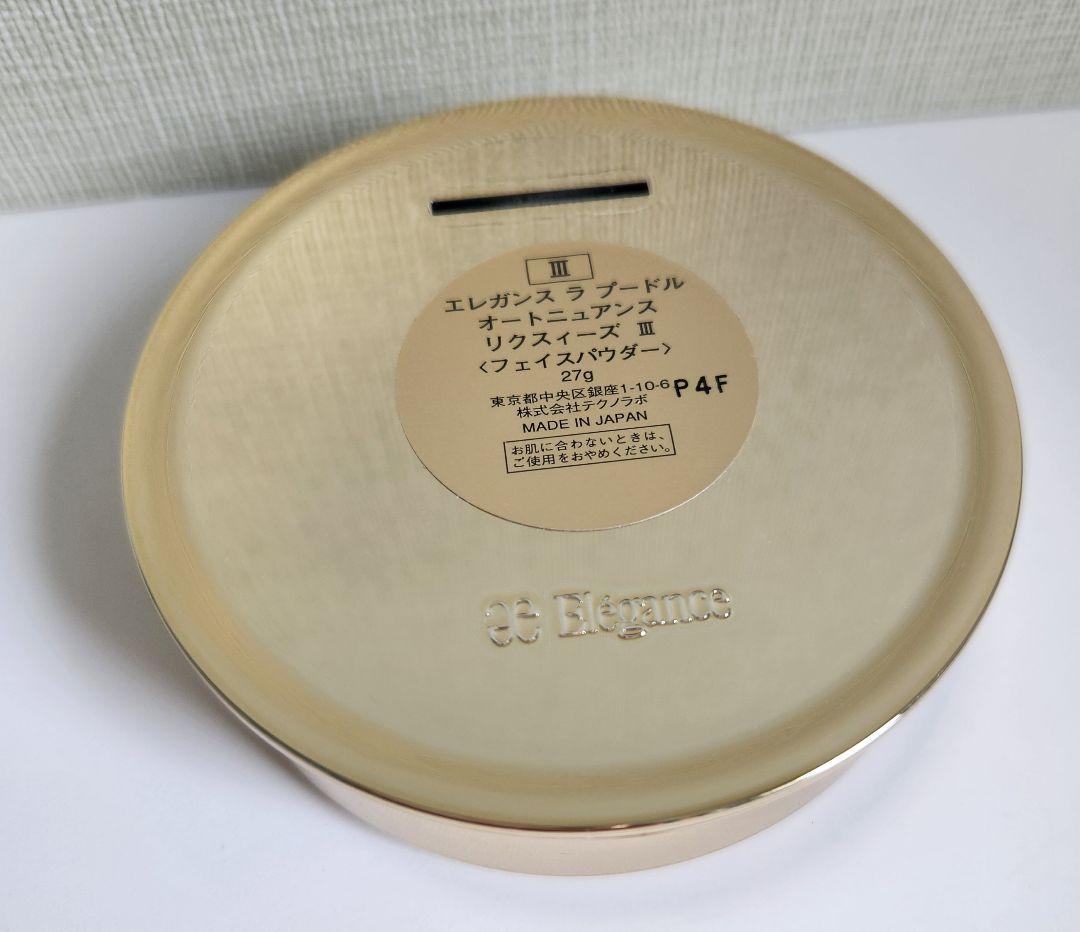 III
エレガンス ラ プードル
オートニュアンス
リクスィーズ III
〈フェイスパウダー〉
27g
東京都中央区銀座1-10-6
P4F
株式会社テクノラボ
MADE IN JAPAN
お肌に合わないときは、
ご使用をおやめください。
Elégance